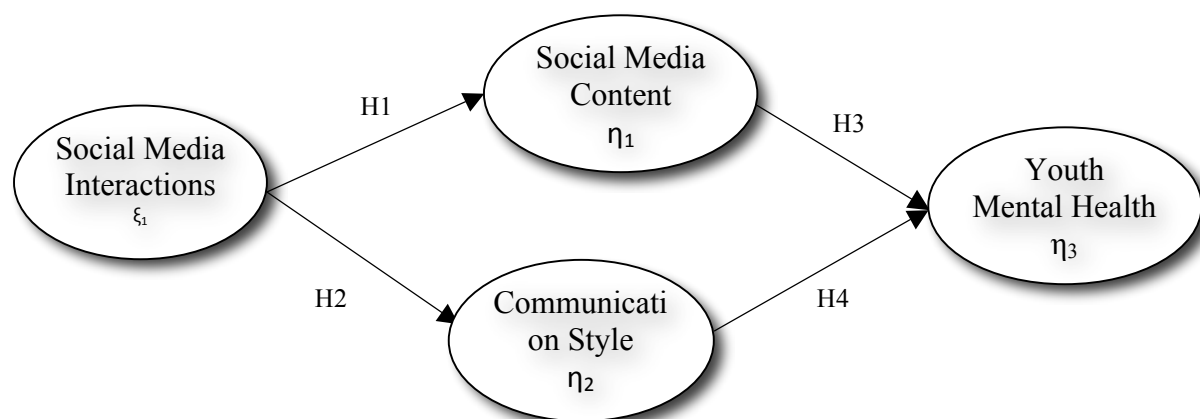 Social Media
Interactions
ξ₁
H1
H2
Social Media
Content
η₁
Communicati
on Style
η₂
H3
H4
Youth
Mental Health
η₃